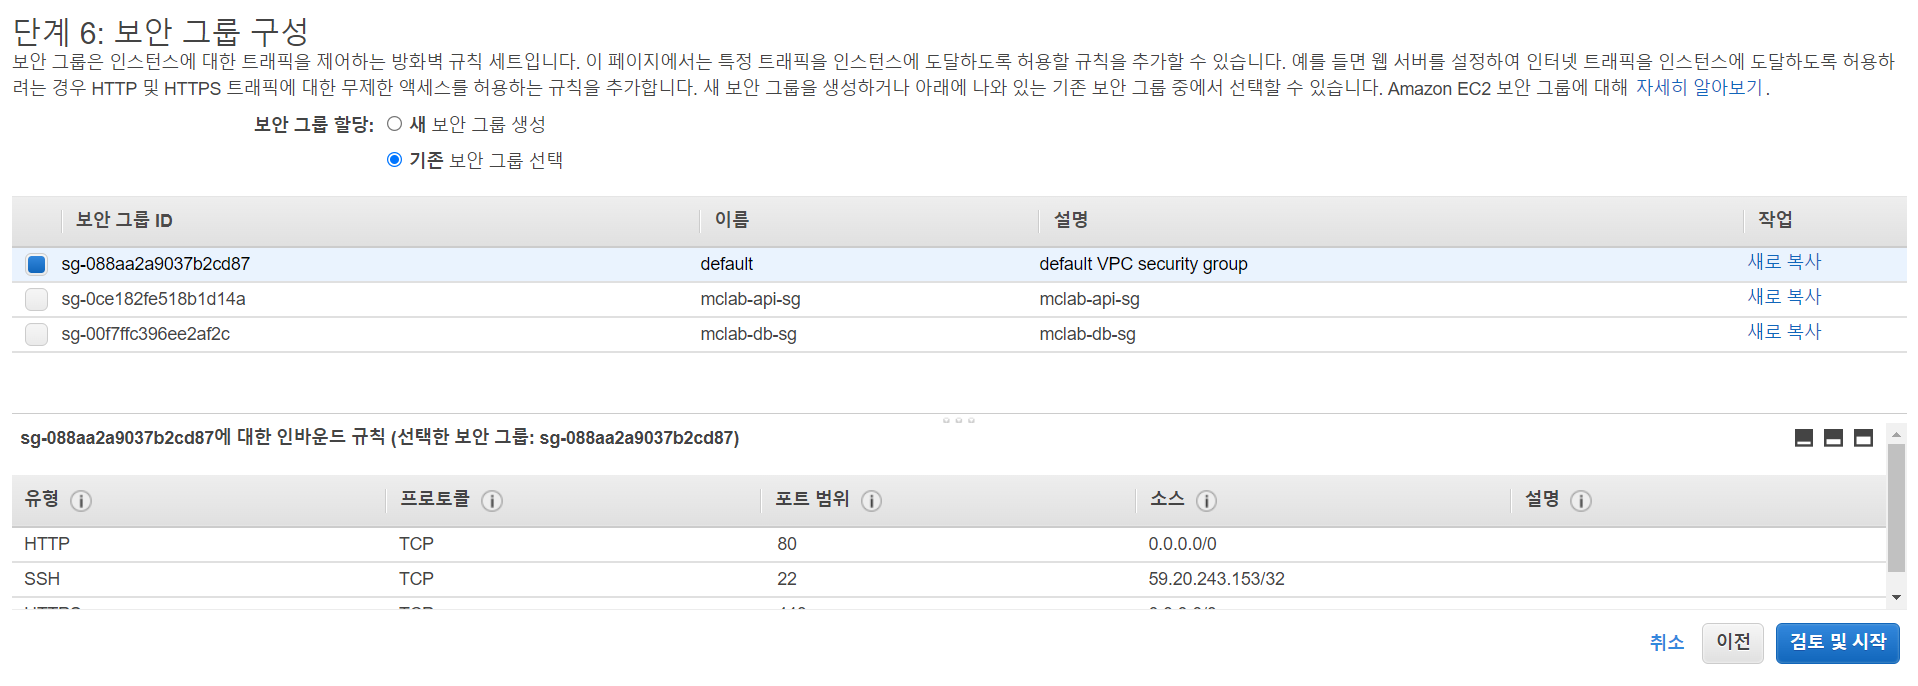 단계 6: 보안 그룹 구성
보안 그룹은 인스턴스에 대한 트래픽을 제어하는 방화벽 규칙 세트입니다. 이 페이지에서는 특정 트래픽을 인스턴스에 도달하도록 허용할 규칙을 추가할 수 있습니다. 예를 들면 웹 서버를 설정하여 인터넷 트래픽을 인스턴스에 도달하도록 허용하
려는 경우 HTTP 및 HTTPS 트래픽에 대한 무제한 액세스를 허용하는 규칙을 추가합니다. 새 보안 그룹을 생성하거나 아래에 나와 있는 기존 보안 그룹 중에서 선택할 수 있습니다. Amazon EC2 보안 그룹에 대해 자세히 알아보기.
보안 그룹 할당: 새 보안 그룹 생성
기존 보안 그룹 선택
보안 그룹 ID 이름 설명 작업
sg-088aa2a9037b2cd87 default default VPC security group 새로 복사
sg-0ce182fe518b1d14a mclab-api-sg mclab-api-sg 새로 복사
sg-00f7ffc396ee2af2c mclab-db-sg mclab-db-sg 새로 복사
sg-088aa2a9037b2cd87에 대한 인바운드 규칙 (선택한 보안 그룹: sg-088aa2a9037b2cd87)
유형 프로토콜 포트 범위 소스 설명
HTTP TCP 80 0.0.0.0/0
SSH TCP 22 59.20.243.153/32
취소 이전 검토 및 시작